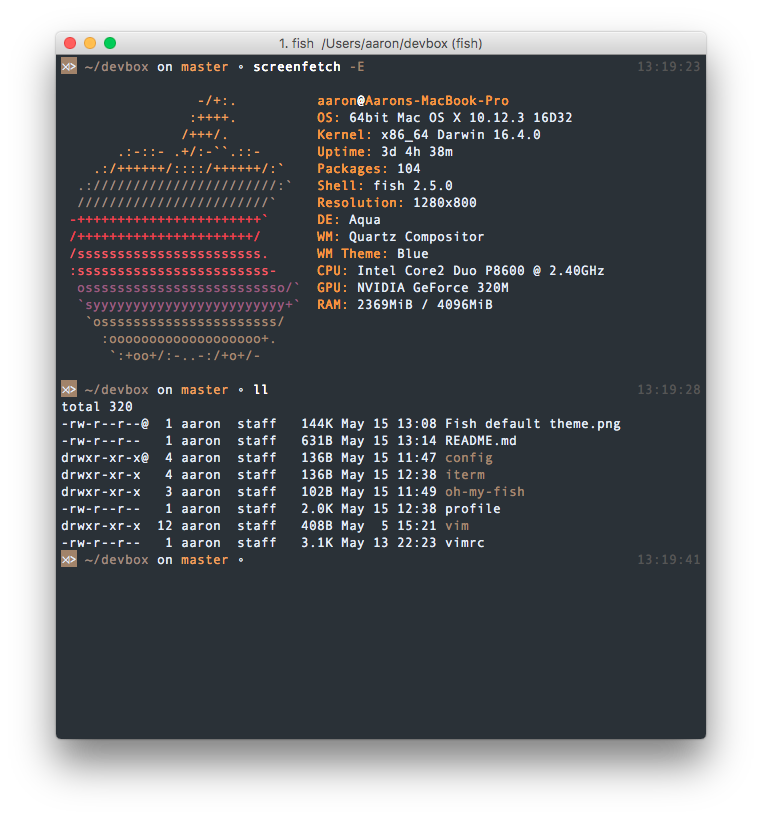 1. fish  /Users/aaron/devbox (fish)
⋊> ~/devbox on master ◦ screenfetch -E 13:19:23
                 -/+:.          aaron@Aarons-MacBook-Pro
                :++++.          OS: 64bit Mac OS X 10.12.3 16D32
               /+++/.           Kernel: x86_64 Darwin 16.4.0
       .:-::- .+/:-``.::-       Uptime: 3d 4h 38m
    .:/++++++/::::/++++++/:`    Packages: 104
  .:///////////////////////:`   Shell: fish 2.5.0
  ////////////////////////`     Resolution: 1280x800
 -+++++++++++++++++++++++`      DE: Aqua
 /++++++++++++++++++++++/       WM: Quartz Compositor
 /sssssssssssssssssssssss.      WM Theme: Blue
 :ssssssssssssssssssssssss-     CPU: Intel Core2 Duo P8600 @ 2.40GHz
  osssssssssssssssssssssssso/`  GPU: NVIDIA GeForce 320M
  `syyyyyyyyyyyyyyyyyyyyyyyy+`  RAM: 2369MiB / 4096MiB
   `ossssssssssssssssssssss/
     :ooooooooooooooooooo+.
      `:+oo+/:-..-:/+o+/-
⋊> ~/devbox on master ◦ ll 13:19:28
total 320
-rw-r--r--@  1 aaron  staff   144K May 15 13:08 Fish default theme.png
-rw-r--r--   1 aaron  staff   631B May 15 13:14 README.md
drwxr-xr-x@  4 aaron  staff   136B May 15 11:47 config
drwxr-xr-x   4 aaron  staff   136B May 15 12:38 iterm
drwxr-xr-x   3 aaron  staff   102B May 15 11:49 oh-my-fish
-rw-r--r--   1 aaron  staff   2.0K May 15 12:38 profile
drwxr-xr-x  12 aaron  staff   408B May  5 15:21 vim
-rw-r--r--   1 aaron  staff   3.1K May 13 22:23 vimrc
⋊> ~/devbox on master ◦ 13:19:41